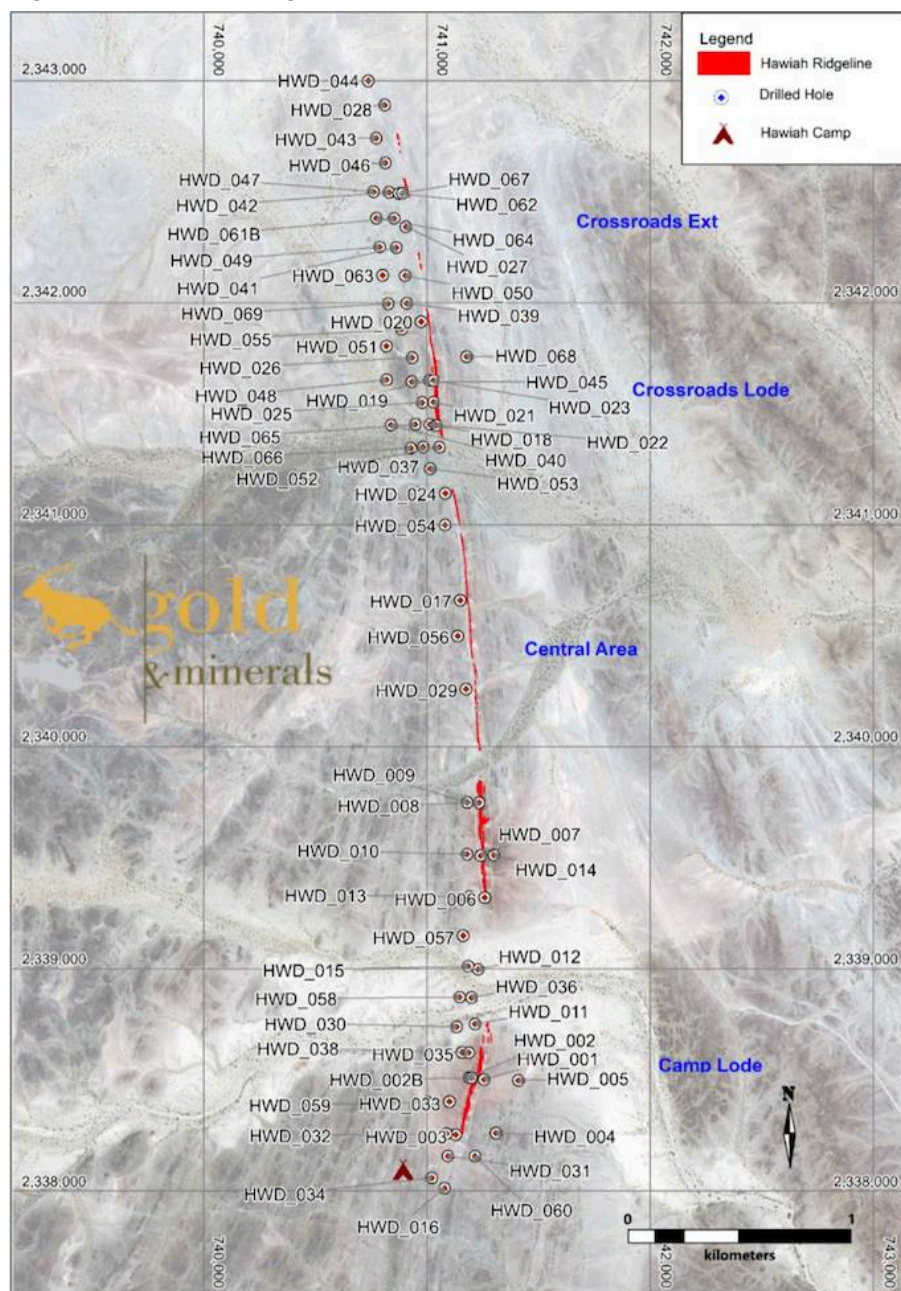 740,000
741,000
742,000
Legend
Hawiah Ridgeline
Drilled Hole
Hawiah Camp
2,343,000
2,343,000
HWD_044
HWD_028
HWD_043
HWD_046
HWD_047
HWD_067
HWD_042
HWD_062
HWD_061B
HWD_064
Crossroads Ext
HWD_049
HWD_027
HWD_063
HWD_041
HWD_050
2,342,000
2,342,000
HWD_069
HWD_039
HWD_020
HWD_055
HWD_051
HWD_068
HWD_026
HWD_045
Crossroads Lode
HWD_048
HWD_019
HWD_023
HWD_025
HWD_021
HWD_065
HWD_018
HWD_022
HWD_066
HWD_040
HWD_052
HWD_037
HWD_053
HWD_024
2,341,000
2,341,000
HWD_054
gold
& minerals
HWD_017
HWD_056
Central Area
HWD_029
2,340,000
2,340,000
HWD_009
HWD_008
HWD_007
HWD_010
HWD_014
HWD_013
HWD_006
HWD_057
2,339,000
2,339,000
HWD_012
HWD_015
HWD_058
HWD_036
HWD_030
HWD_011
HWD_038
HWD_035
HWD_002
HWD_001
Camp Lode
HWD_002B
HWD_005
HWD_059
HWD_033
HWD_032
HWD_003
HWD_004
HWD_031
2,338,000
2,338,000
HWD_034
HWD_060
HWD_016
N
0
1
kilometers
740,000
741,000
742,000
743,000